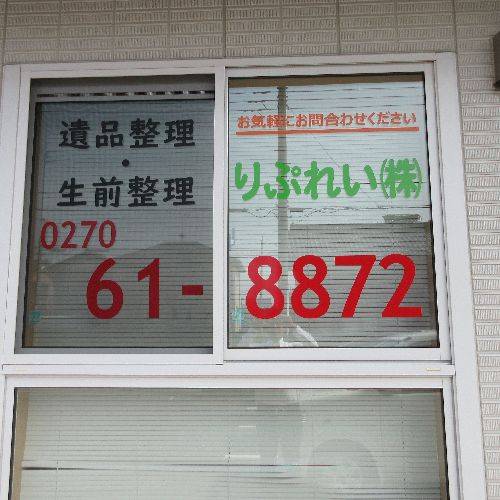 遺品整理
・
生前整理
お気軽にお問合わせください
りぷれい㈱
0270
61-8872